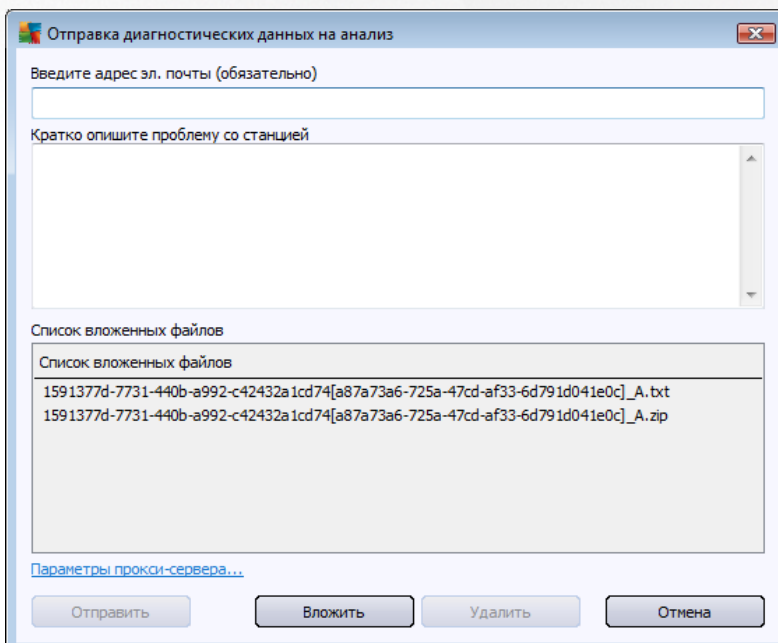 Отправка диагностических данных на анализ
Введите адрес эл. почты (обязательно)
Кратко опишите проблему со станцией
Список вложенных файлов
Список вложенных файлов
1591377d-7731-440b-a992-c42432a1cd74[a87a73a6-725a-47cd-af33-6d791d041e0c]_A.txt
1591377d-7731-440b-a992-c42432a1cd74[a87a73a6-725a-47cd-af33-6d791d041e0c]_A.zip
Параметры прокси-сервера...
Отправить Вложить Удалить Отмена